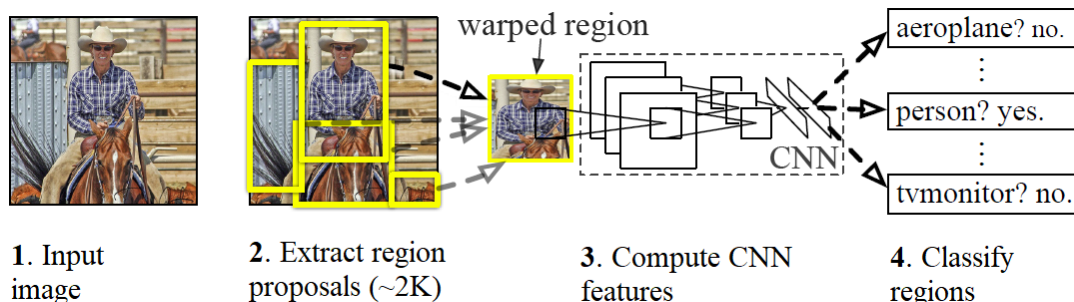 warped region
aeroplane? no.
⋮
person? yes.
⋮
tvmonitor? no.
CNN
1. Input
image
2. Extract region
proposals (~2K)
3. Compute CNN
features
4. Classify
regions